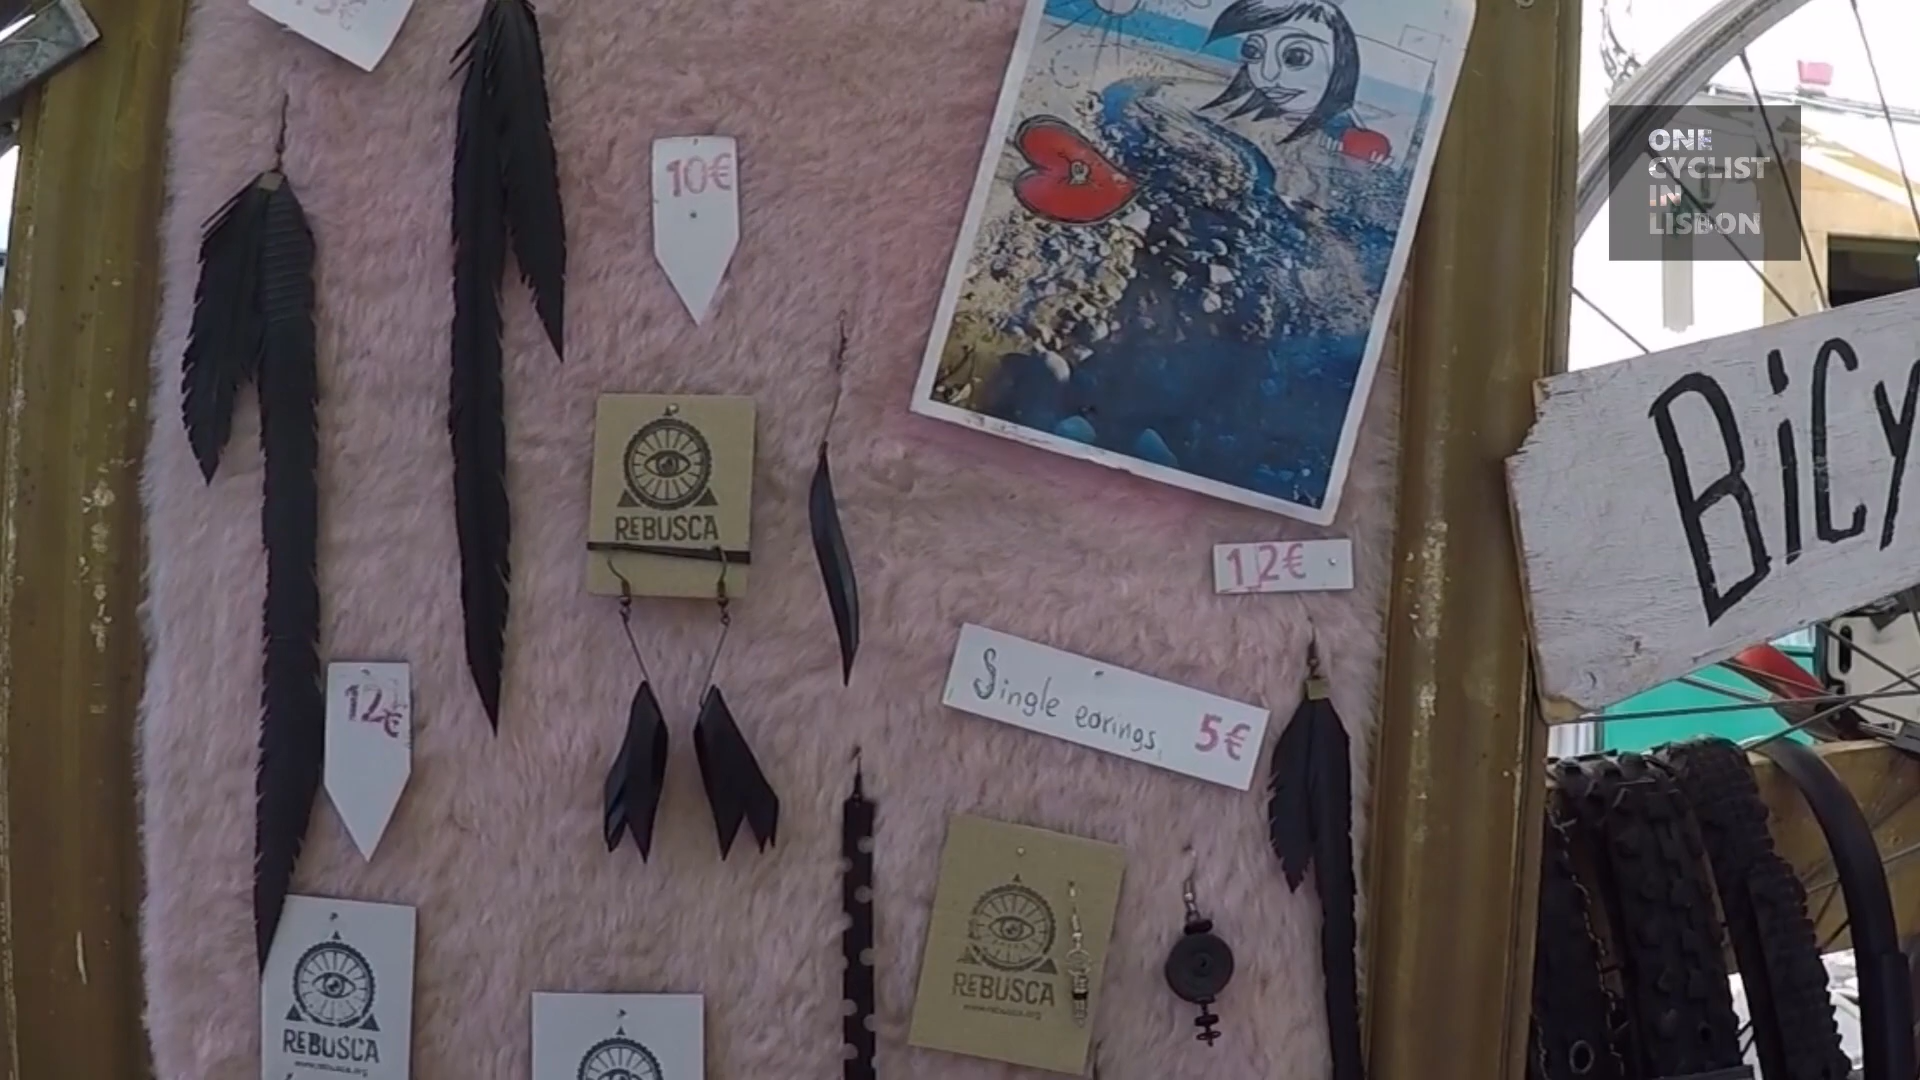 10€
ONE
CYCLIST
IN
LISBON
BiCy
REBUSCA
12€
Single earings 5€
12€
REBUSCA
REBUSCA